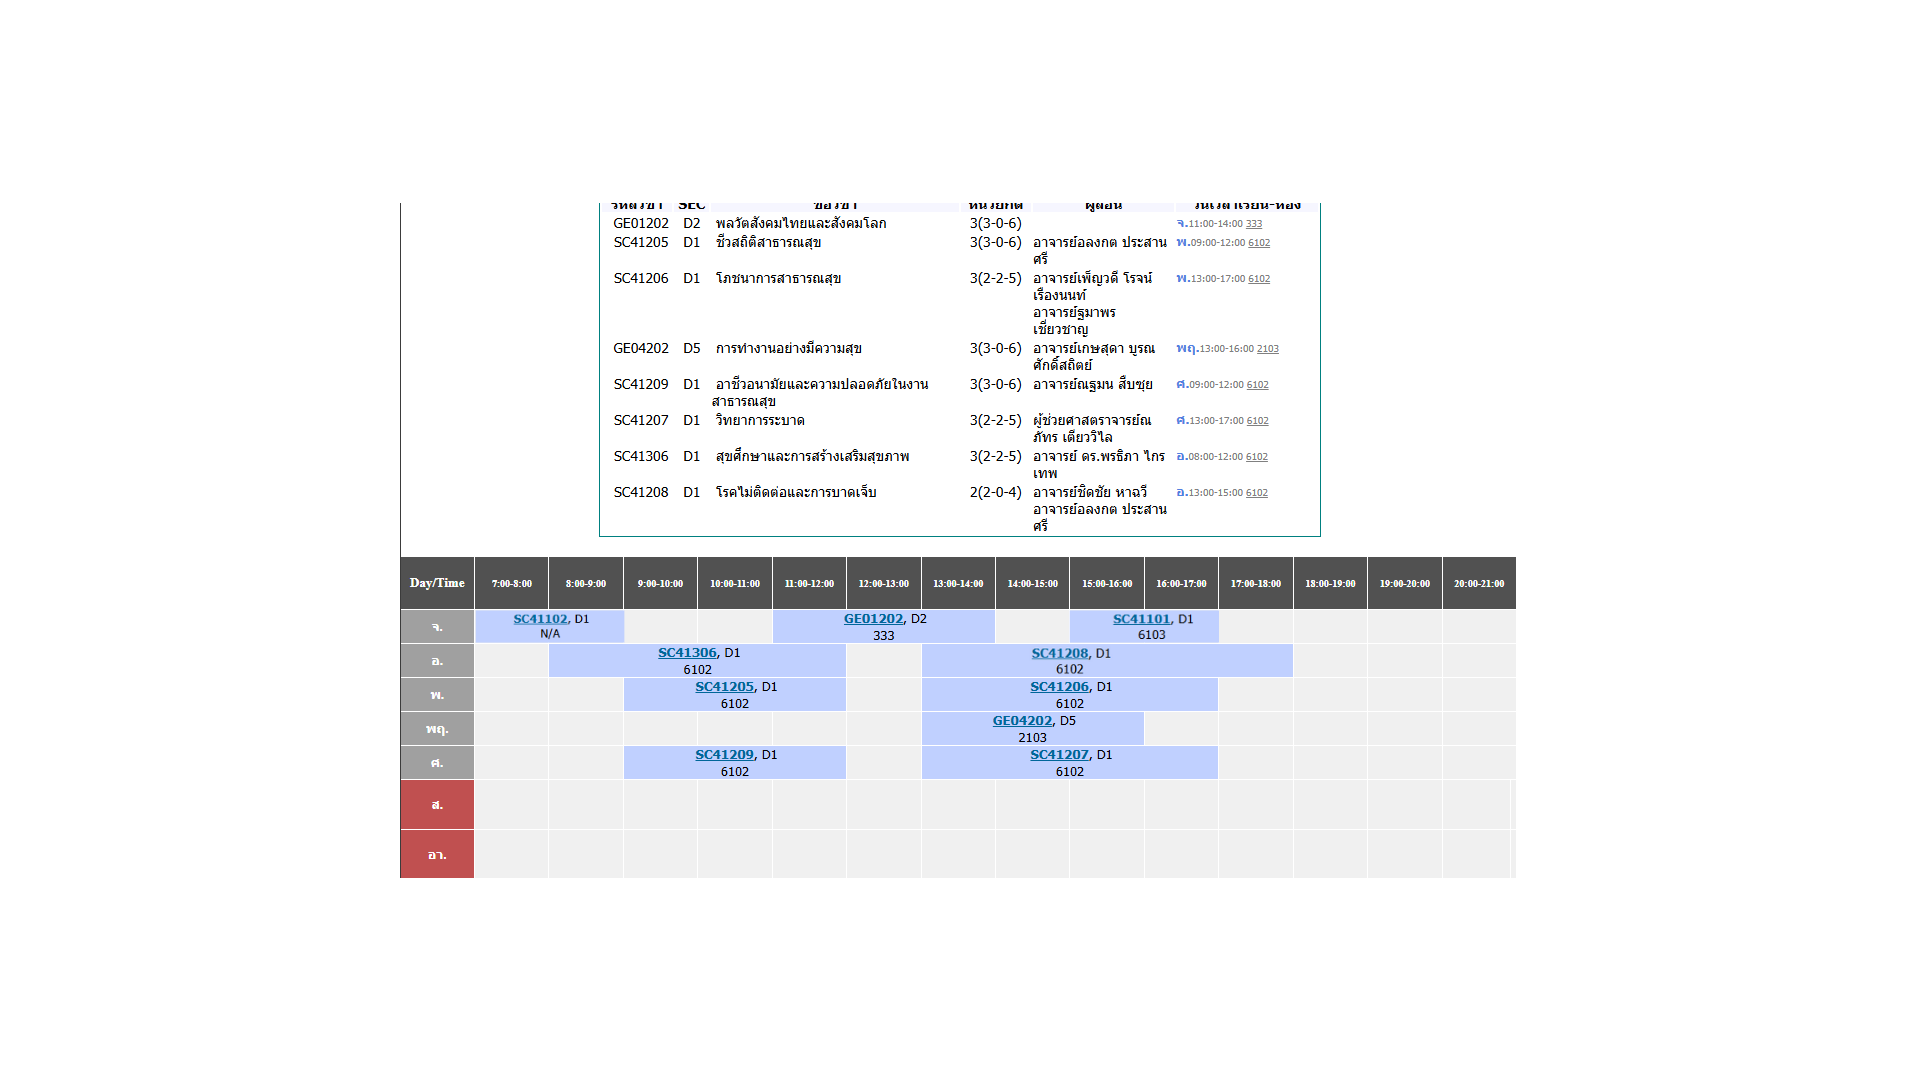 รหัสวิชา SEC ชื่อวิชา หน่วยกิต ผู้สอน วันเวลาเรียน-ห้อง
GE01202 D2 พลวัตสังคมไทยและสังคมโลก 3(3-0-6) จ.11:00-14:00 333
SC41205 D1 ชีวสถิติสาธารณสุข 3(3-0-6) อาจารย์อลงกต ประสาน พ.09:00-12:00 6102
ศรี
SC41206 D1 โภชนาการสาธารณสุข 3(2-2-5) อาจารย์เพ็ญวดี โรจน์ พ.13:00-17:00 6102
เรืองนนท์
อาจารย์ฐมาพร
เชี่ยวชาญ
GE04202 D5 การทำงานอย่างมีความสุข 3(3-0-6) อาจารย์เกษสุดา บูรณ พฤ.13:00-16:00 2103
ศักดิ์สถิตย์
SC41209 D1 อาชีวอนามัยและความปลอดภัยในงาน 3(3-0-6) อาจารย์ณฐมน สืบซุย ศ.09:00-12:00 6102
สาธารณสุข
SC41207 D1 วิทยาการระบาด 3(2-2-5) ผู้ช่วยศาสตราจารย์ณ ศ.13:00-17:00 6102
ภัทร เตียววิไล
SC41306 D1 สุขศึกษาและการสร้างเสริมสุขภาพ 3(2-2-5) อาจารย์ ดร.พรธิภา ไกร อ.08:00-12:00 6102
เทพ
SC41208 D1 โรคไม่ติดต่อและการบาดเจ็บ 2(2-0-4) อาจารย์ชิดชัย หาฉวี อ.13:00-15:00 6102
อาจารย์อลงกต ประสาน
ศรี
Day/Time 7:00-8:00 8:00-9:00 9:00-10:00 10:00-11:00 11:00-12:00 12:00-13:00 13:00-14:00 14:00-15:00 15:00-16:00 16:00-17:00 17:00-18:00 18:00-19:00 19:00-20:00 20:00-21:00
จ. SC41102, D1 GE01202, D2 SC41101, D1
N/A 333 6103
อ. SC41306, D1 SC41208, D1
6102 6102
พ. SC41205, D1 SC41206, D1
6102 6102
พฤ. GE04202, D5
2103
ศ. SC41209, D1 SC41207, D1
6102 6102
ส.
อา.